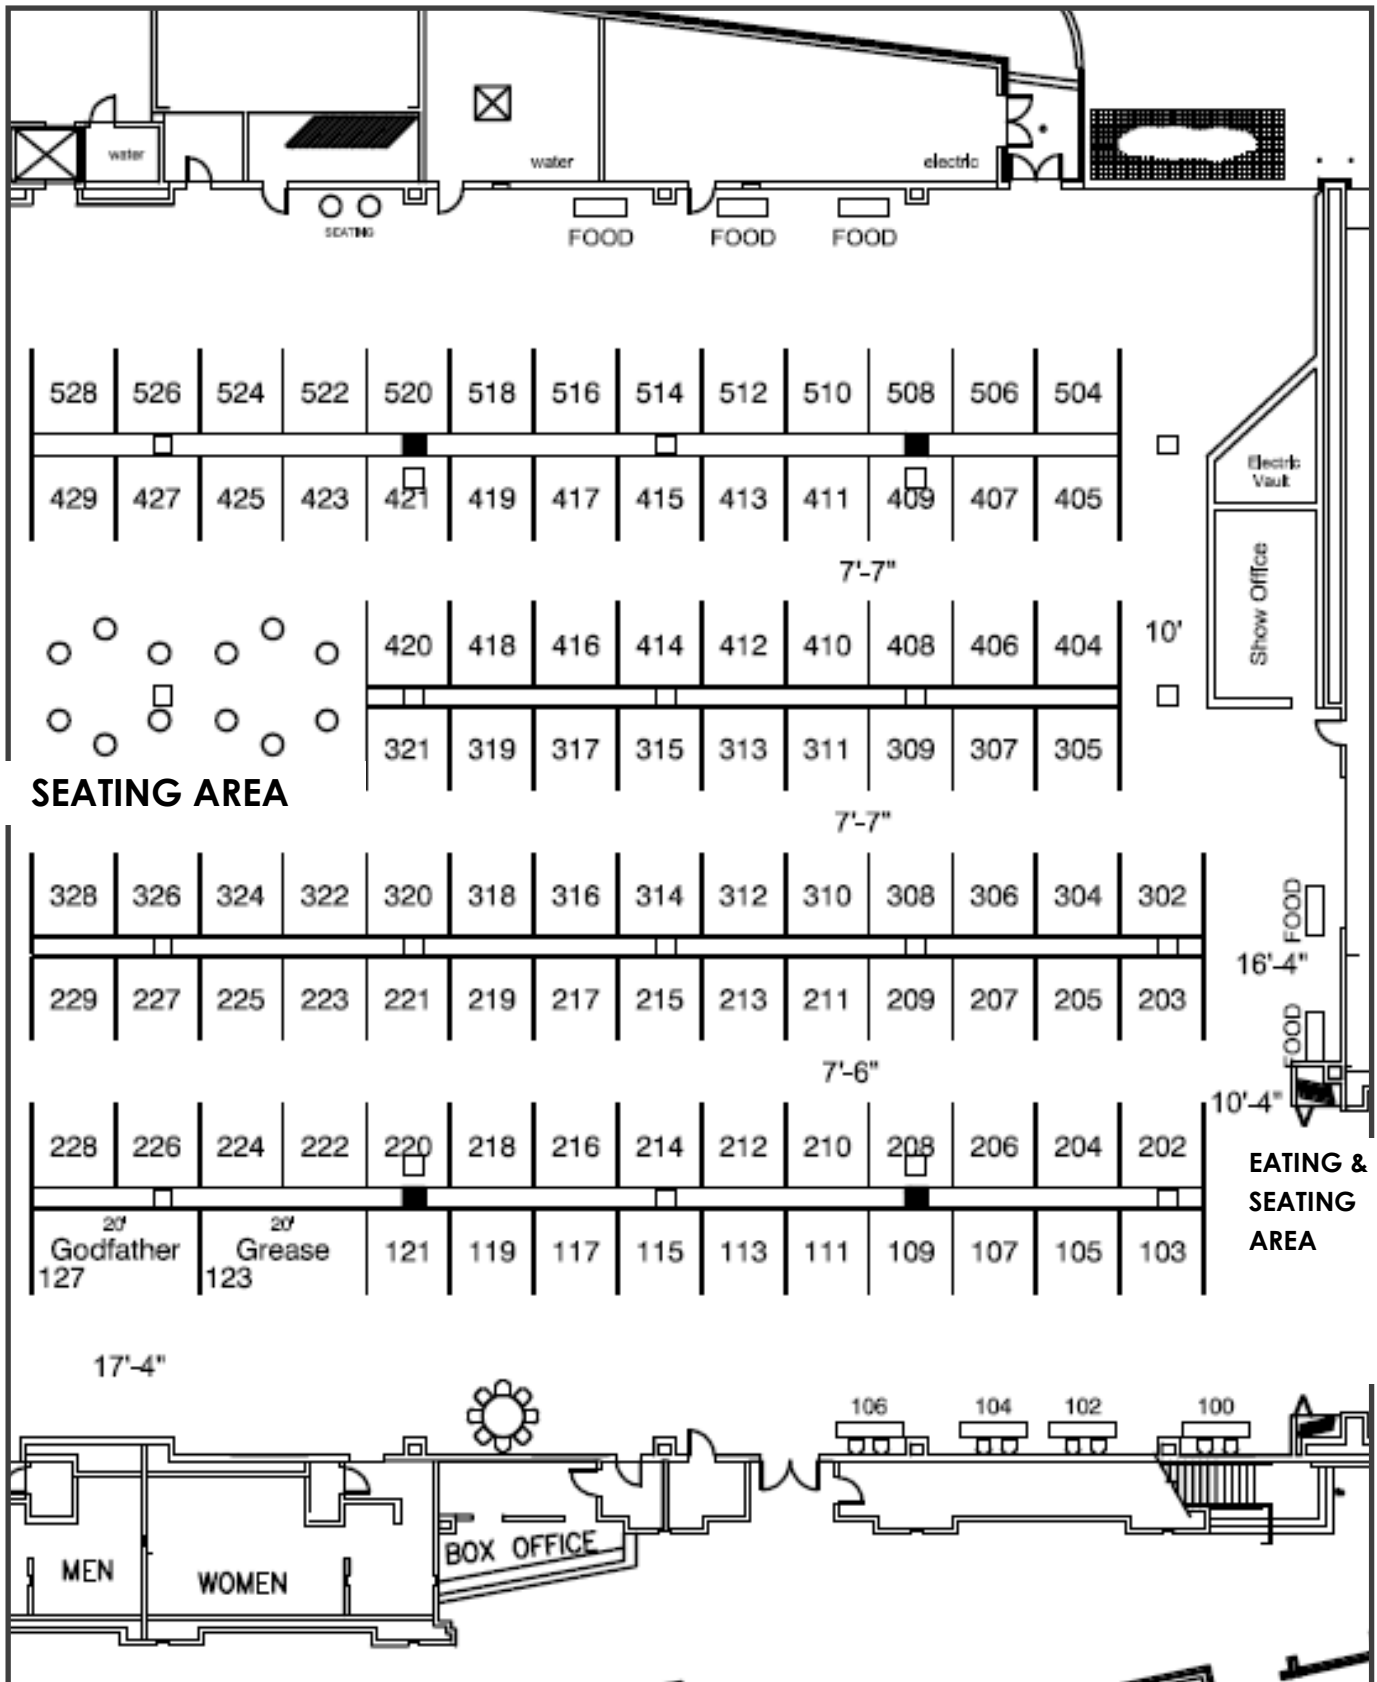 water
water
electric
SEATING
FOOD
FOOD
FOOD
528 526 524 522 520 518 516 514 512 510 508 506 504
429 427 425 423 421 419 417 415 413 411 409 407 405
Electric
Vault
7'-7"
Show Office
10'
420 418 416 414 412 410 408 406 404
321 319 317 315 313 311 309 307 305
SEATING AREA
7'-7"
328 326 324 322 320 318 316 314 312 310 308 306 304 302
FOOD
16'-4"
229 227 225 223 221 219 217 215 213 211 209 207 205 203
FOOD
7'-6"
10'-4"
228 226 224 222 220 218 216 214 212 210 208 206 204 202
EATING &
SEATING
AREA
20' 20'
Godfather Grease 121 119 117 115 113 111 109 107 105 103
127 123
17'-4"
106 104 102 100
BOX OFFICE
MEN
WOMEN